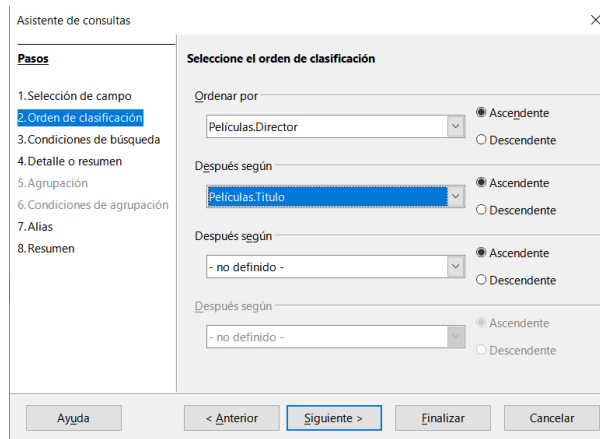 Asistente de consultas
Pasos
1.Selección de campo
2.Orden de clasificación
3.Condiciones de búsqueda
4.Detalle o resumen
5.Agrupación
6.Condiciones de agrupación
7.Alias
8.Resumen
Seleccione el orden de clasificación
Ordenar por
Películas.Director
Ascendente
Descendente
Después según
Películas.Titulo
Ascendente
Descendente
Después según
- no definido -
Ascendente
Descendente
Después según
- no definido -
Ascendente
Descendente
Ayuda
< Anterior
Siguiente >
Finalizar
Cancelar